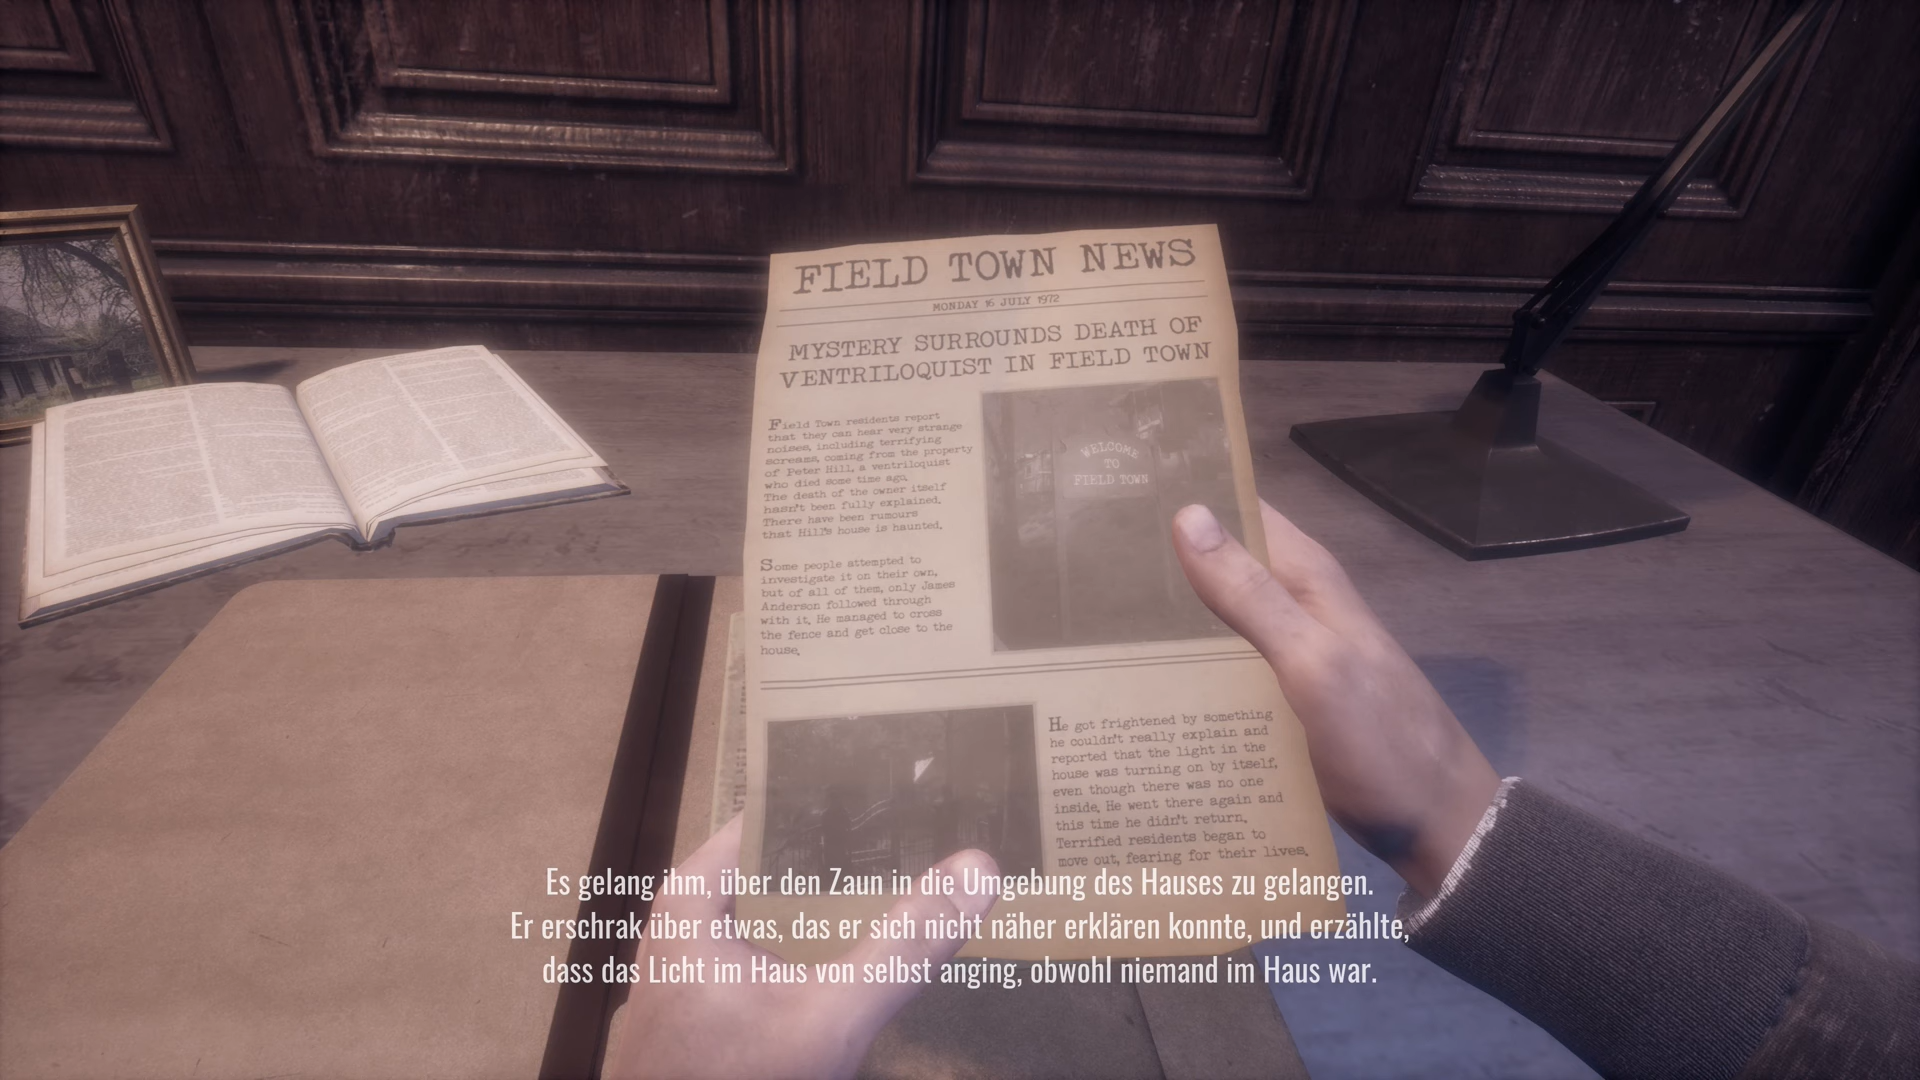 FIELD TOWN NEWS
MONDAY 16 JULY 1972
MYSTERY SURROUNDS DEATH OF
VENTRILOQUIST IN FIELD TOWN
Field Town residents report
that they can hear very strange
noises, including terrifying
screams, coming from the property
of Peter Hill, a ventriloquist
who died some time ago.
The death of the owner itself
hasn't been fully explained.
There have been rumours
that Hill's house is haunted.
Some people attempted to
investigate it on their own,
but of all of them, only James
Anderson followed through
with it. He managed to cross
the fence and get close to the
house.
WELCOME
TO
FIELD TOWN
He got frightened by something
he couldn't really explain and
reported that the light in the
house was turning on by itself,
even though there was no one
inside. He went there again and
this time he didn't return.
Terrified residents began to
move out, fearing for their lives.
Es gelang ihm, über den Zaun in die Umgebung des Hauses zu gelangen.
Er erschrak über etwas, das er sich nicht näher erklären konnte, und erzählte,
dass das Licht im Haus von selbst anging, obwohl niemand im Haus war.